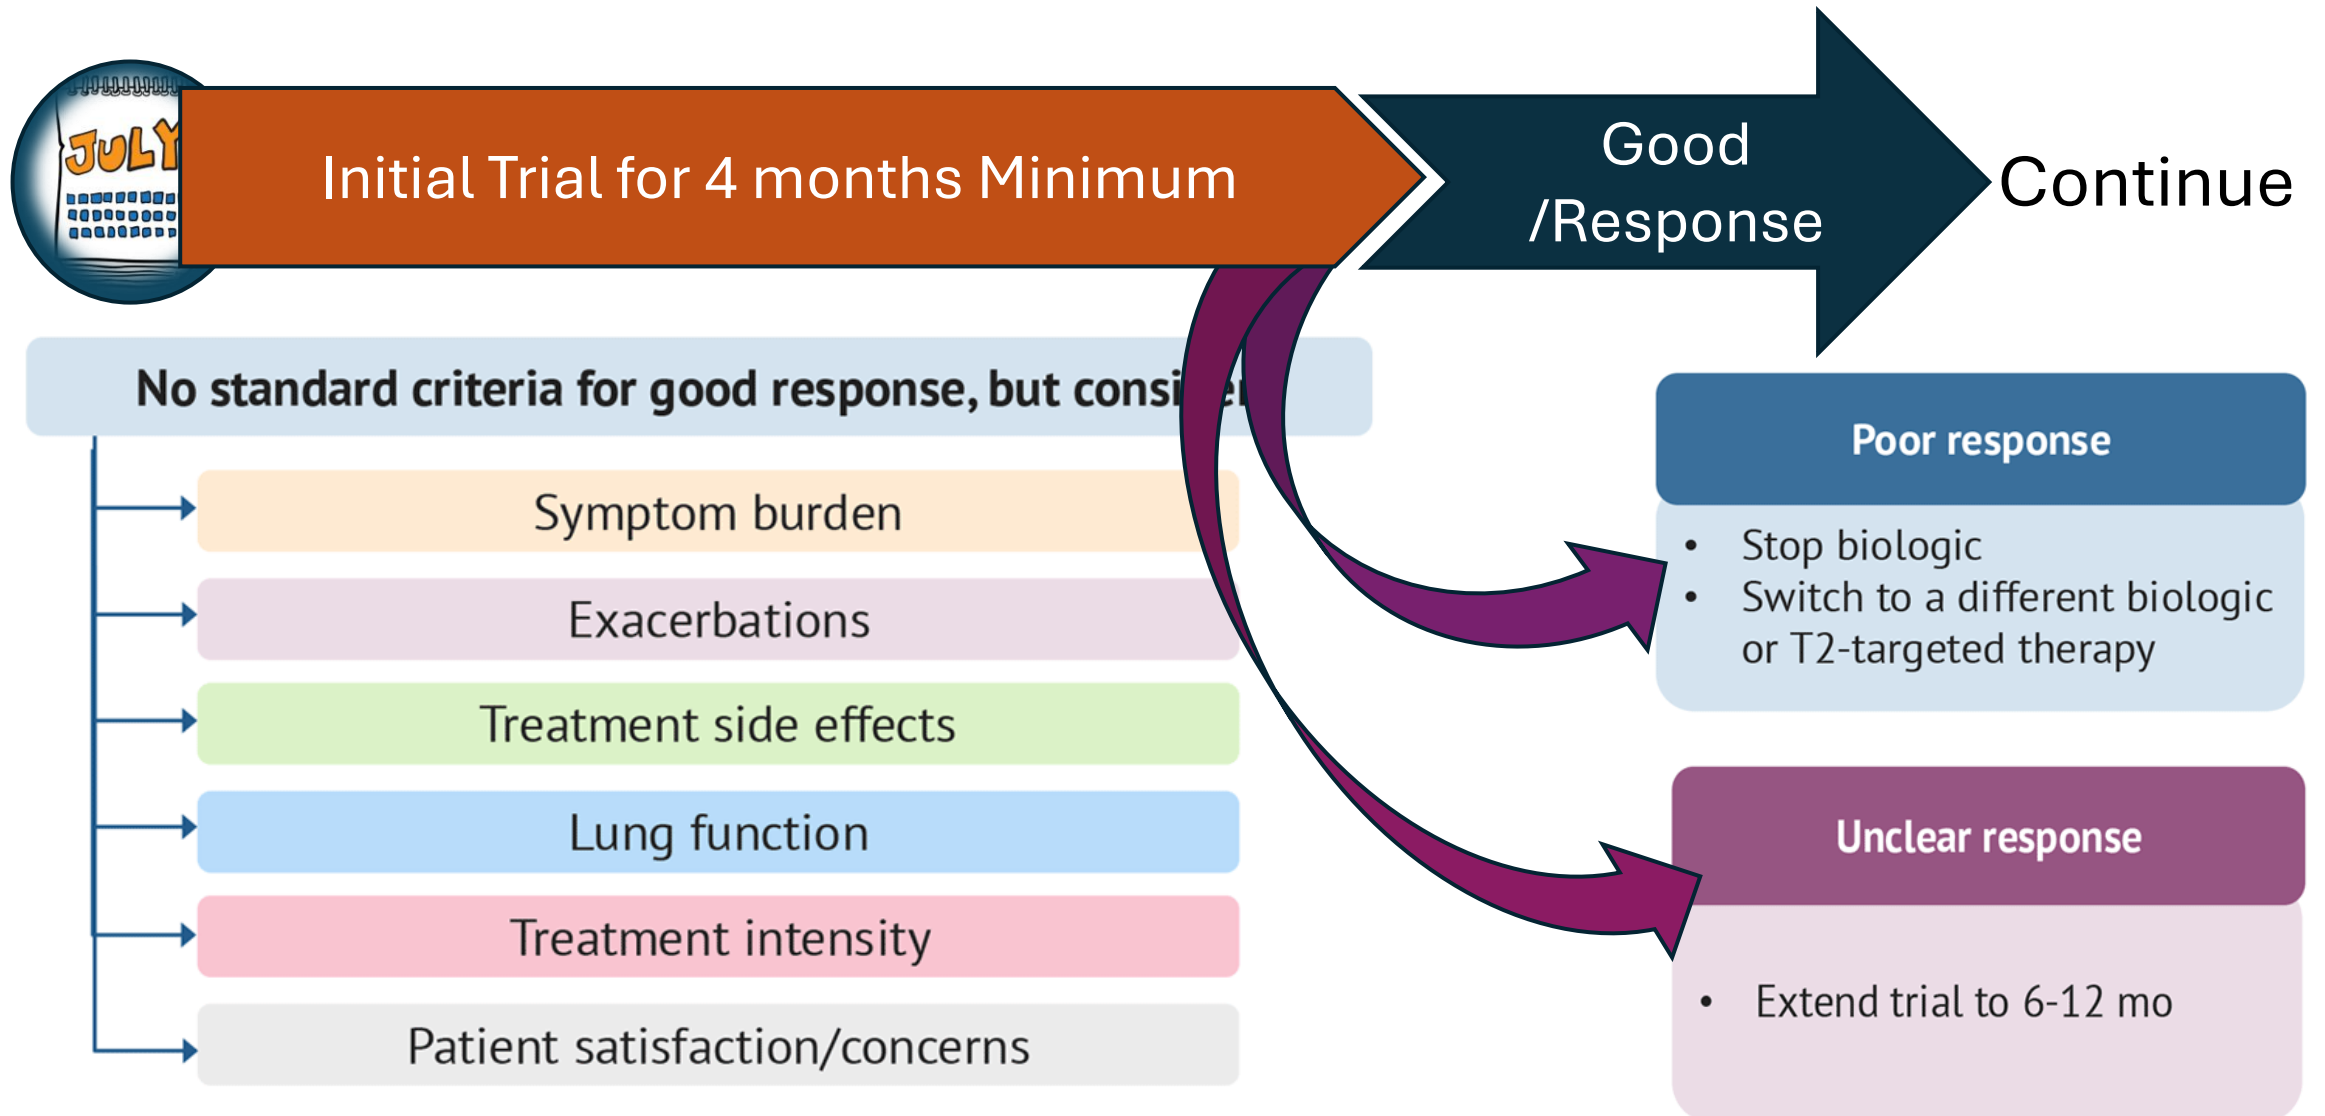 JULY
Initial Trial for 4 months Minimum
Good
/Response
Continue
No standard criteria for good response, but consider
Symptom burden
Exacerbations
Treatment side effects
Lung function
Treatment intensity
Patient satisfaction/concerns
Poor response
• Stop biologic
• Switch to a different biologic
or T2-targeted therapy
Unclear response
• Extend trial to 6-12 mo